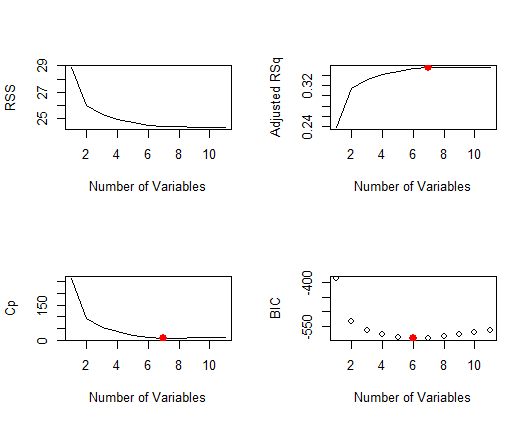 RSS
25 27 29
2 4 6 8 10
Number of Variables
Adjusted RSq
0.24 0.32
2 4 6 8 10
Number of Variables
Cp
0 150
2 4 6 8 10
Number of Variables
BIC
-550 -400
2 4 6 8 10
Number of Variables